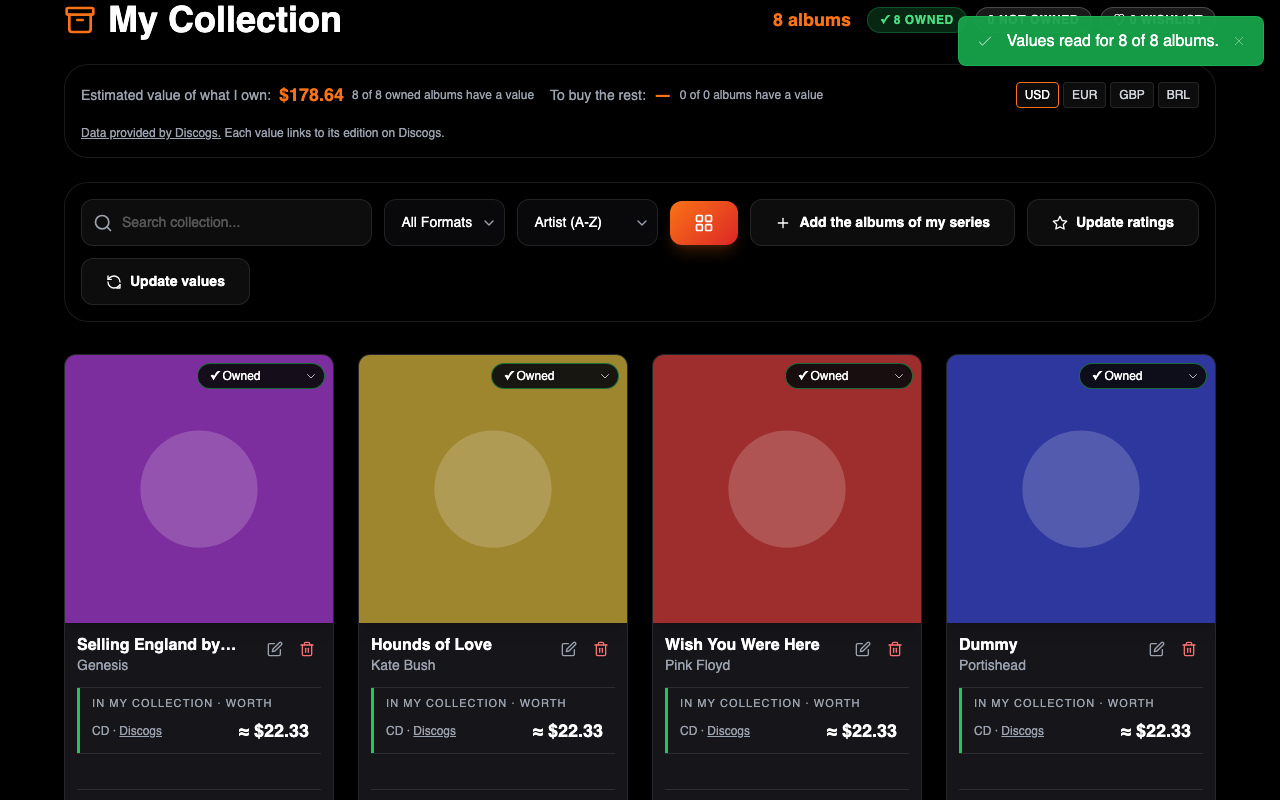 My Collection
8 albums
✓ 8 OWNED
0 NOT OWNED
0 WISHLIST
Values read for 8 of 8 albums.
Estimated value of what I own: $178.64 8 of 8 owned albums have a value To buy the rest: — 0 of 0 albums have a value
USD EUR GBP BRL
Data provided by Discogs. Each value links to its edition on Discogs.
Search collection...
All Formats
Artist (A-Z)
Add the albums of my series
Update ratings
Update values
✓ Owned
✓ Owned
✓ Owned
✓ Owned
Selling England by…
Genesis
IN MY COLLECTION · WORTH
CD · Discogs ≈ $22.33
Hounds of Love
Kate Bush
IN MY COLLECTION · WORTH
CD · Discogs ≈ $22.33
Wish You Were Here
Pink Floyd
IN MY COLLECTION · WORTH
CD · Discogs ≈ $22.33
Dummy
Portishead
IN MY COLLECTION · WORTH
CD · Discogs ≈ $22.33